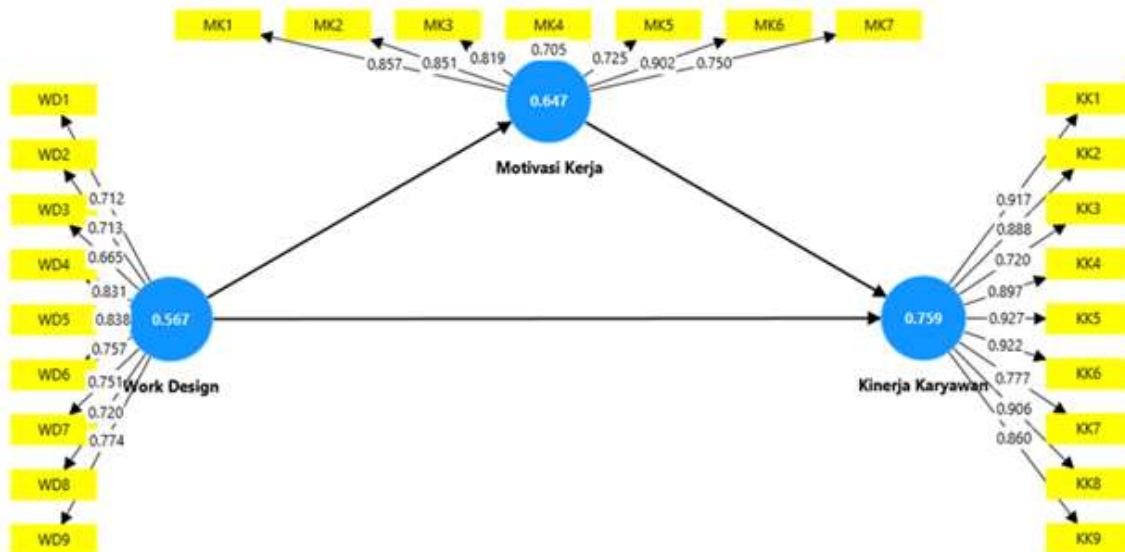 MK1 MK2 MK3 MK4 MK5 MK6 MK7
0.857 0.851 0.819 0.705 0.725 0.902 0.750
0.647
Motivasi Kerja
WD1
WD2
WD3
WD4
WD5
WD6
WD7
WD8
WD9
0.712
0.713
0.665
0.831
0.838
0.757
0.751
0.720
0.774
0.567
Work Design
0.759
Kinerja Karyawan
0.917
0.888
0.720
0.897
0.927
0.922
0.777
0.906
0.860
KK1
KK2
KK3
KK4
KK5
KK6
KK7
KK8
KK9